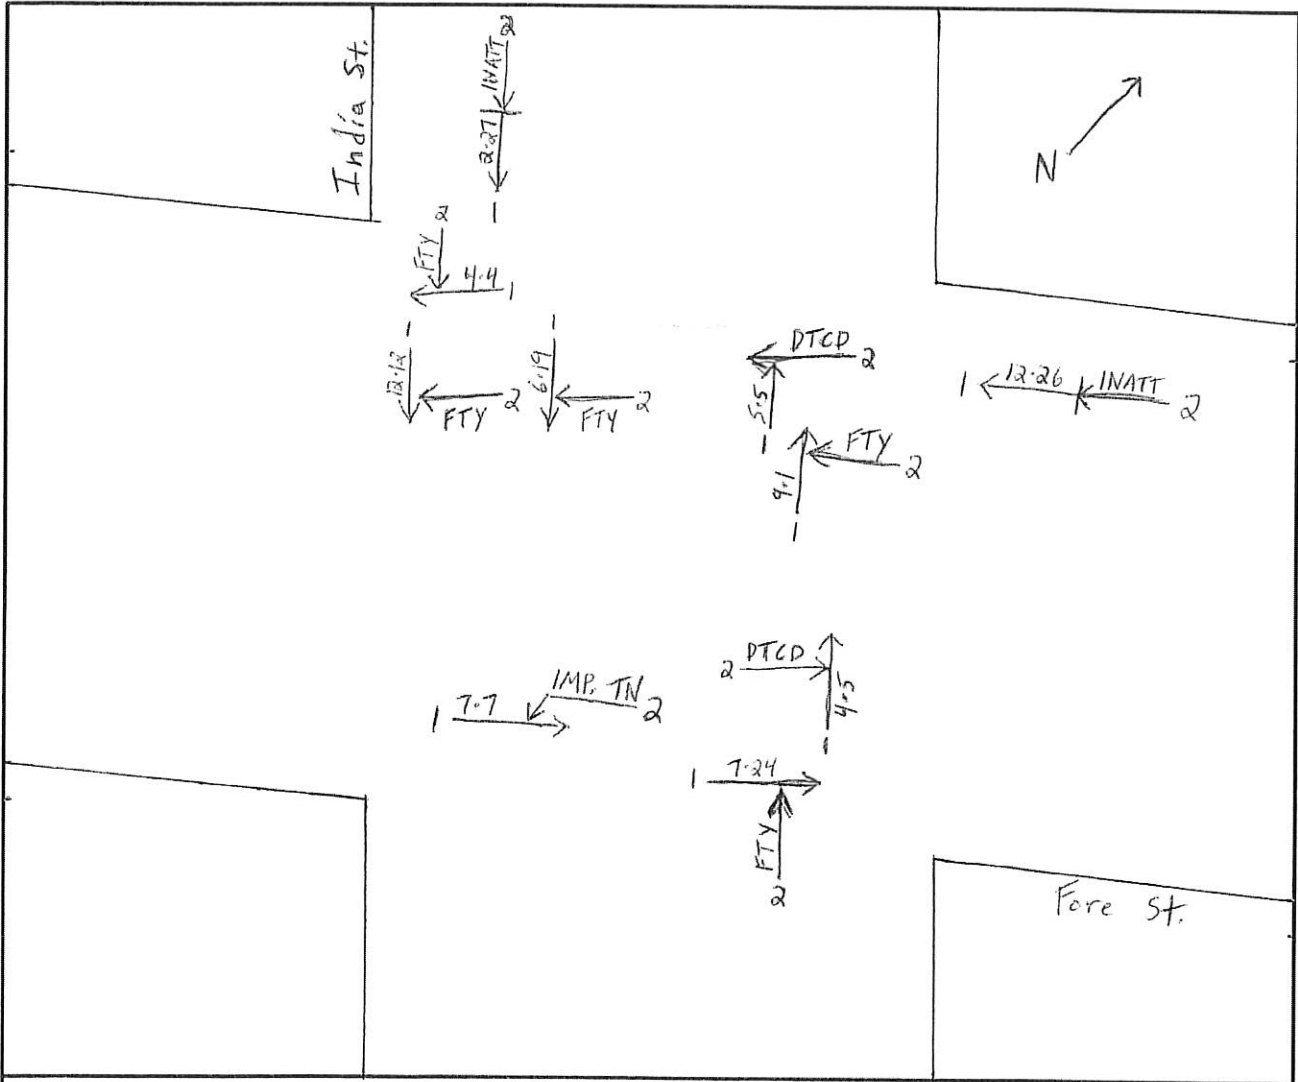 India St.
INATT 2
2-27
1
N
FTY 2
4-4 1
1
12-12
FTY 2
1
6-19
FTY 2
DTCD 2
5-5
1
FTY 2
9-1
1
1 12-26 INATT 2
2 DTCD
4-5
1
1 7-7 IMP. TN 2
1 7-24
FTY
2
Fore St.